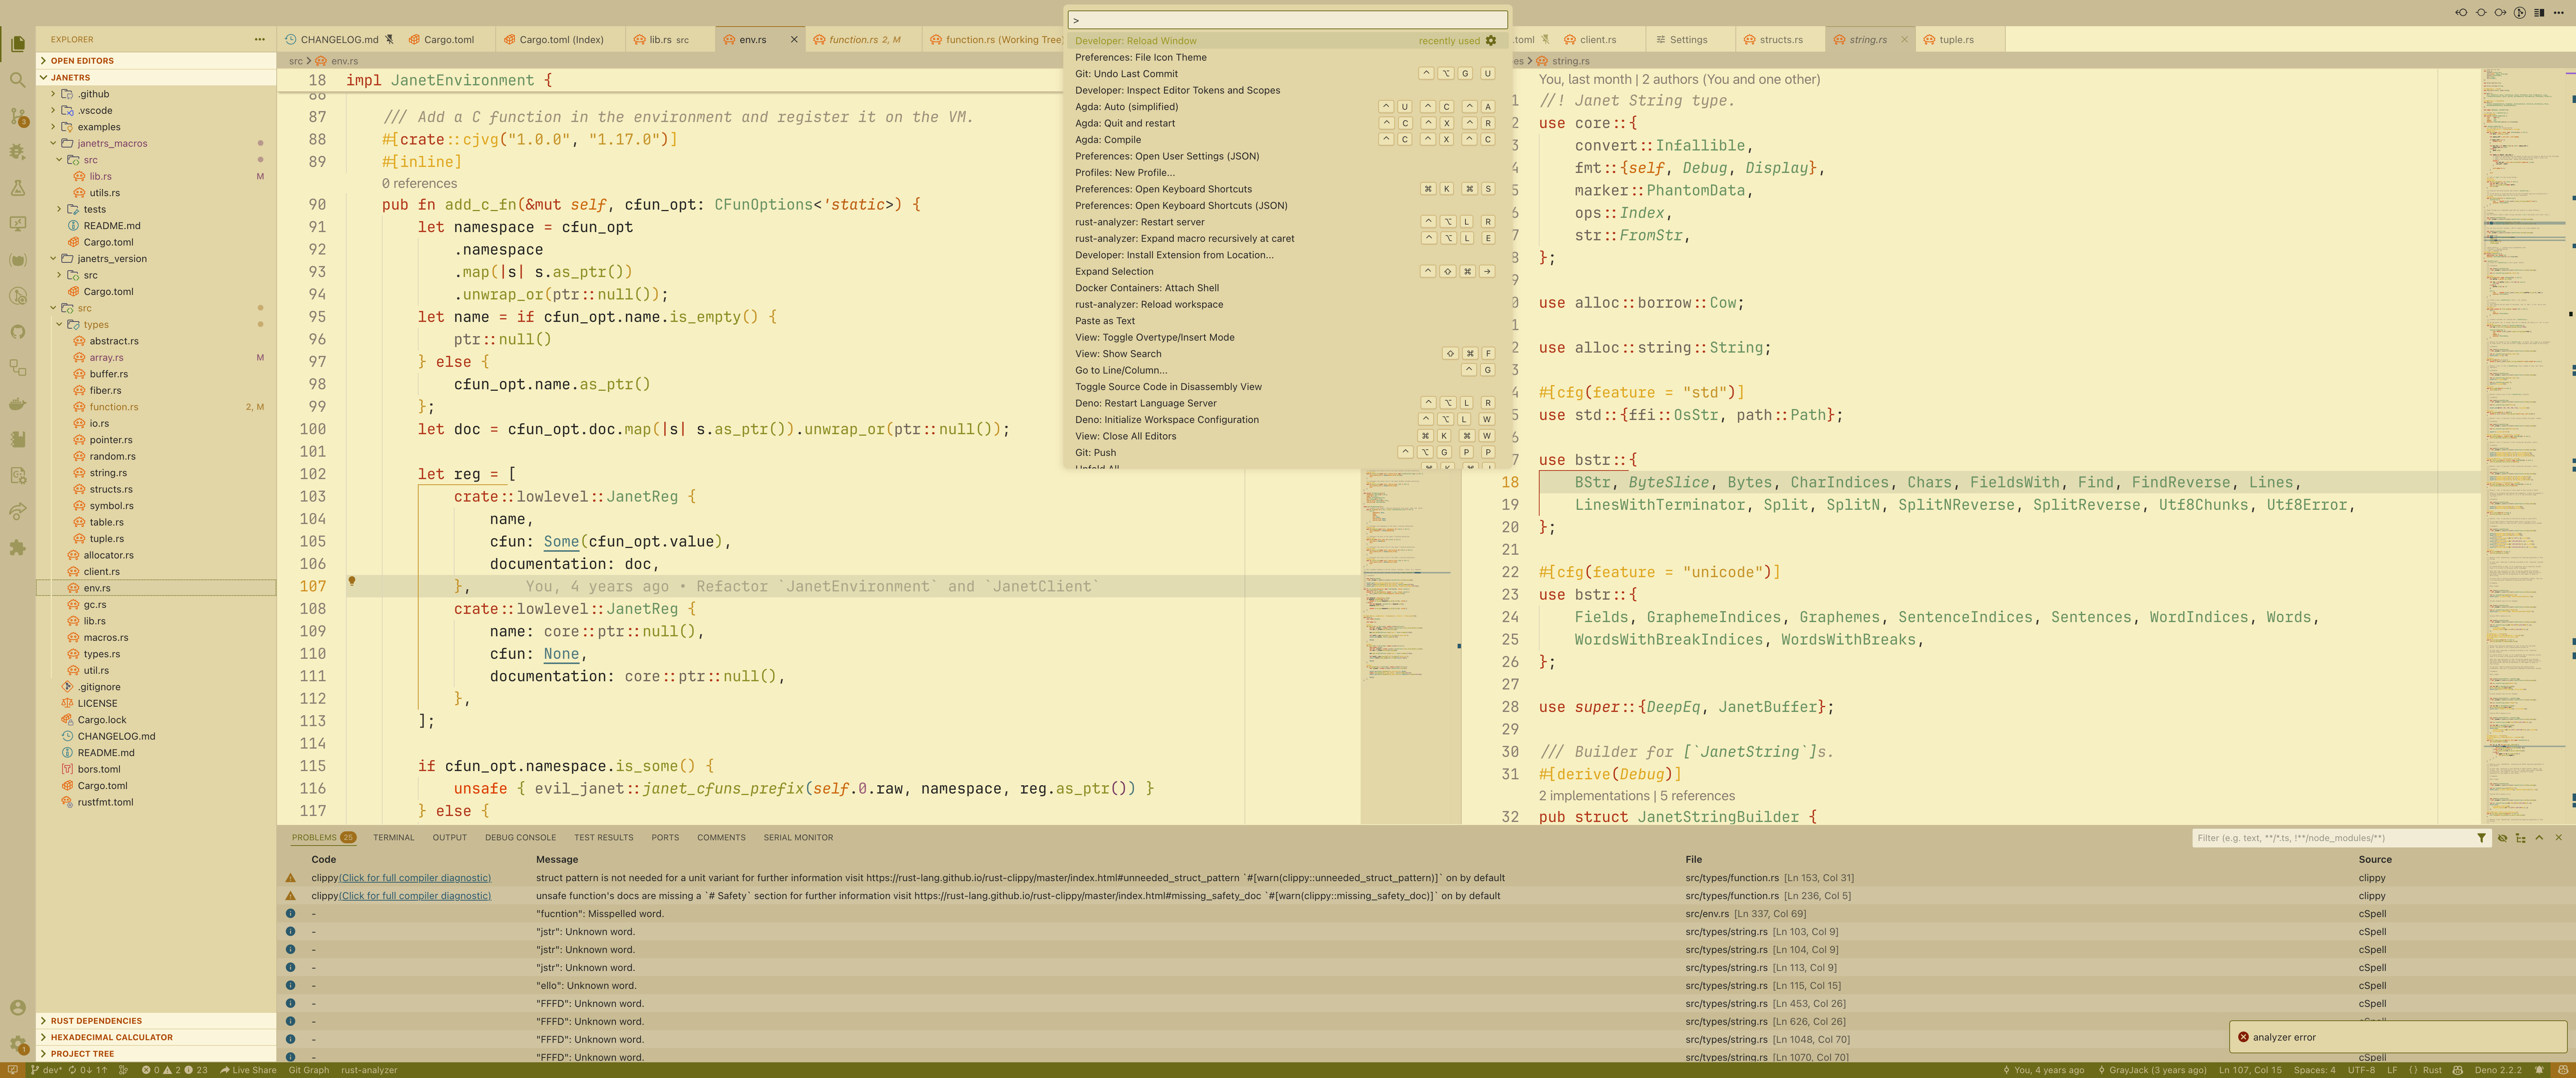 EXPLORER
OPEN EDITORS
JANETRS
.github
.vscode
examples
janetrs_macros
src
lib.rs M
utils.rs
tests
README.md
Cargo.toml
janetrs_version
src
Cargo.toml
src
types
abstract.rs
array.rs M
buffer.rs
fiber.rs
function.rs 2, M
io.rs
pointer.rs
random.rs
string.rs
structs.rs
symbol.rs
table.rs
tuple.rs
allocator.rs
client.rs
env.rs
gc.rs
lib.rs
macros.rs
types.rs
util.rs
.gitignore
LICENSE
Cargo.lock
CHANGELOG.md
README.md
bors.toml
Cargo.toml
rustfmt.toml
RUST DEPENDENCIES
HEXADECIMAL CALCULATOR
PROJECT TREE
CHANGELOG.md Cargo.toml Cargo.toml (Index) lib.rs src env.rs function.rs 2, M function.rs (Working Tree)
src > env.rs
18 impl JanetEnvironment {
86
87 /// Add a C function in the environment and register it on the VM.
88 #[crate::cjvg("1.0.0", "1.17.0")]
89 #[inline]
0 references
90 pub fn add_c_fn(&mut self, cfun_opt: CFunOptions<'static>) {
91 let namespace = cfun_opt
92 .namespace
93 .map(|s| s.as_ptr())
94 .unwrap_or(ptr::null());
95 let name = if cfun_opt.name.is_empty() {
96 ptr::null()
97 } else {
98 cfun_opt.name.as_ptr()
99 };
100 let doc = cfun_opt.doc.map(|s| s.as_ptr()).unwrap_or(ptr::null());
101
102 let reg = [
103 crate::lowlevel::JanetReg {
104 name,
105 cfun: Some(cfun_opt.value),
106 documentation: doc,
107 }, You, 4 years ago • Refactor `JanetEnvironment` and `JanetClient`
108 crate::lowlevel::JanetReg {
109 name: core::ptr::null(),
110 cfun: None,
111 documentation: core::ptr::null(),
112 },
113 ];
114
115 if cfun_opt.namespace.is_some() {
116 unsafe { evil_janet::janet_cfuns_prefix(self.0.raw, namespace, reg.as_ptr()) }
117 } else {
>
Developer: Reload Window recently used
Preferences: File Icon Theme
Git: Undo Last Commit ⌃ ⌥ G U
Developer: Inspect Editor Tokens and Scopes
Agda: Auto (simplified) ⌃ U ⌃ C ⌃ A
Agda: Quit and restart ⌃ C ⌃ X ⌃ R
Agda: Compile ⌃ C ⌃ X ⌃ C
Preferences: Open User Settings (JSON)
Profiles: New Profile...
Preferences: Open Keyboard Shortcuts ⌘ K ⌘ S
Preferences: Open Keyboard Shortcuts (JSON)
rust-analyzer: Restart server ⌃ ⌥ L R
rust-analyzer: Expand macro recursively at caret ⌃ ⌥ L E
Developer: Install Extension from Location...
Expand Selection ⌃ ⇧ ⌘ →
Docker Containers: Attach Shell
rust-analyzer: Reload workspace
Paste as Text
View: Toggle Overtype/Insert Mode
View: Show Search ⇧ ⌘ F
Go to Line/Column... ⌃ G
Toggle Source Code in Disassembly View
Deno: Restart Language Server ⌃ ⌥ L R
Deno: Initialize Workspace Configuration ⌃ ⌥ L W
View: Close All Editors ⌘ K ⌘ W
Git: Push ⌃ ⌥ G P P
Unfold All ⌘ K ⌘ J
.toml client.rs Settings structs.rs string.rs tuple.rs
es > string.rs
You, last month | 2 authors (You and one other)
1 //! Janet String type.
2 use core::{
3 convert::Infallible,
4 fmt::{self, Debug, Display},
5 marker::PhantomData,
6 ops::Index,
7 str::FromStr,
8 };
9
0 use alloc::borrow::Cow;
1
2 use alloc::string::String;
3
4 #[cfg(feature = "std")]
5 use std::{ffi::OsStr, path::Path};
6
7 use bstr::{
18 BStr, ByteSlice, Bytes, CharIndices, Chars, FieldsWith, Find, FindReverse, Lines,
19 LinesWithTerminator, Split, SplitN, SplitNReverse, SplitReverse, Utf8Chunks, Utf8Error,
20 };
21
22 #[cfg(feature = "unicode")]
23 use bstr::{
24 Fields, GraphemeIndices, Graphemes, SentenceIndices, Sentences, WordIndices, Words,
25 WordsWithBreakIndices, WordsWithBreaks,
26 };
27
28 use super::{DeepEq, JanetBuffer};
29
30 /// Builder for [`JanetString`]s.
31 #[derive(Debug)]
2 implementations | 5 references
32 pub struct JanetStringBuilder {
PROBLEMS 25 TERMINAL OUTPUT DEBUG CONSOLE TEST RESULTS PORTS COMMENTS SERIAL MONITOR Filter (e.g. text, **/*.ts, !**/node_modules/**)
Code Message File Source
clippy(Click for full compiler diagnostic) struct pattern is not needed for a unit variant for further information visit https://rust-lang.github.io/rust-clippy/master/index.html#unneeded_struct_pattern `#[warn(clippy::unneeded_struct_pattern)]` on by default src/types/function.rs [Ln 153, Col 31] clippy
clippy(Click for full compiler diagnostic) unsafe function's docs are missing a `# Safety` section for further information visit https://rust-lang.github.io/rust-clippy/master/index.html#missing_safety_doc `#[warn(clippy::missing_safety_doc)]` on by default src/types/function.rs [Ln 236, Col 5] clippy
- "fucntion": Misspelled word. src/env.rs [Ln 337, Col 69] cSpell
- "jstr": Unknown word. src/types/string.rs [Ln 103, Col 9] cSpell
- "jstr": Unknown word. src/types/string.rs [Ln 104, Col 9] cSpell
- "jstr": Unknown word. src/types/string.rs [Ln 113, Col 9] cSpell
- "ello": Unknown word. src/types/string.rs [Ln 115, Col 15] cSpell
- "FFFD": Unknown word. src/types/string.rs [Ln 453, Col 26] cSpell
- "FFFD": Unknown word. src/types/string.rs [Ln 626, Col 26] cSpell
- "FFFD": Unknown word. src/types/string.rs [Ln 1048, Col 70]
- "FFFD": Unknown word. src/types/string.rs [Ln 1070, Col 70] cSpell
analyzer error
dev* 0↓ 1↑ 0 2 23 Live Share Git Graph rust-analyzer You, 4 years ago GrayJack (3 years ago) Ln 107, Col 15 Spaces: 4 UTF-8 LF {} Rust Deno 2.2.2